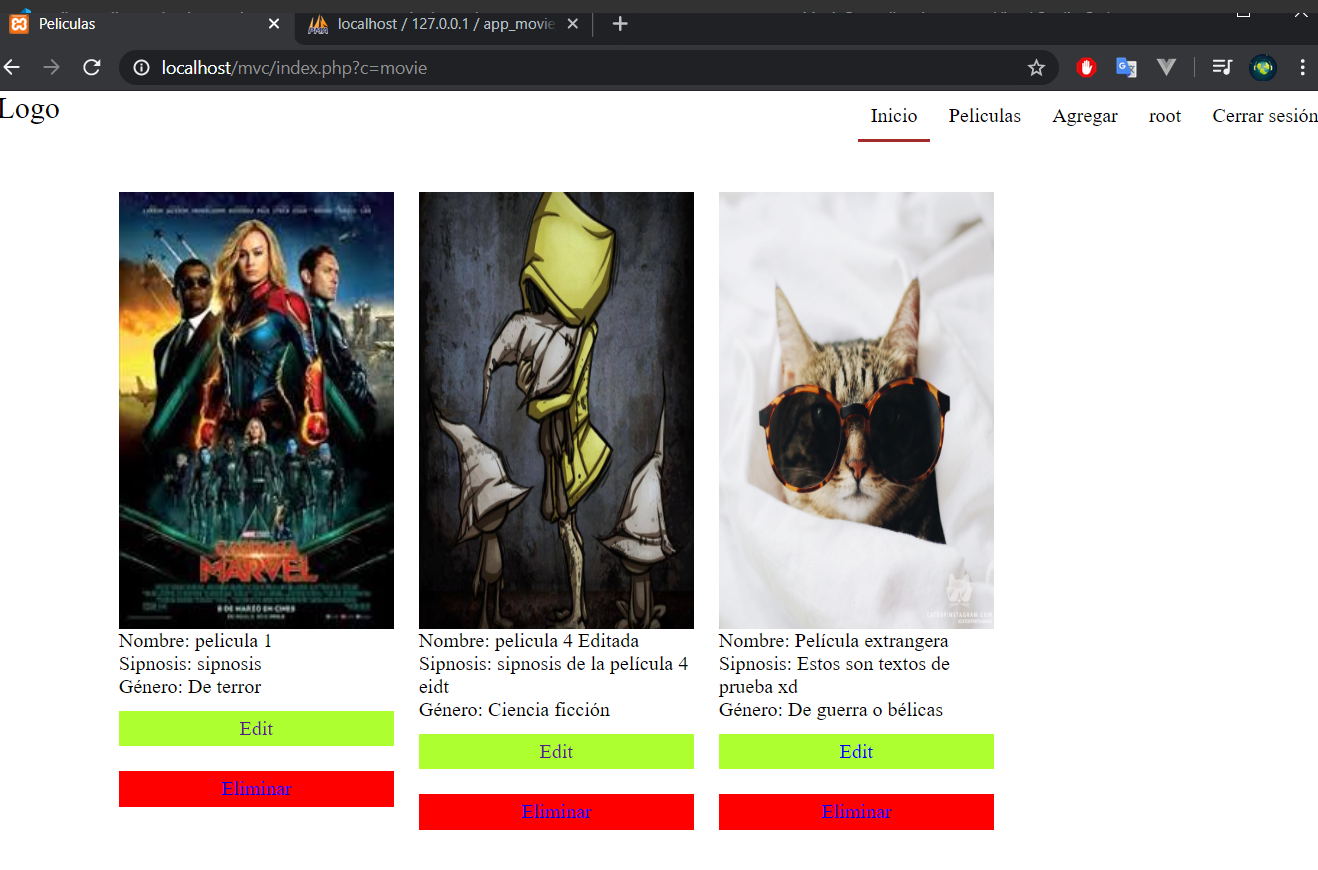 Peliculas
localhost / 127.0.0.1 / app_movie
localhost/mvc/index.php?c=movie
Logo
Inicio Peliculas Agregar root Cerrar sesión
MARVEL
8 DE MARZO EN CINES
Nombre: pelicula 1
Sipnosis: sipnosis
Género: De terror
Edit
Eliminar
Nombre: pelicula 4 Editada
Sipnosis: sipnosis de la película 4
eidt
Género: Ciencia ficción
Edit
Eliminar
Nombre: Película extrangera
Sipnosis: Estos son textos de
prueba xd
Género: De guerra o bélicas
Edit
Eliminar